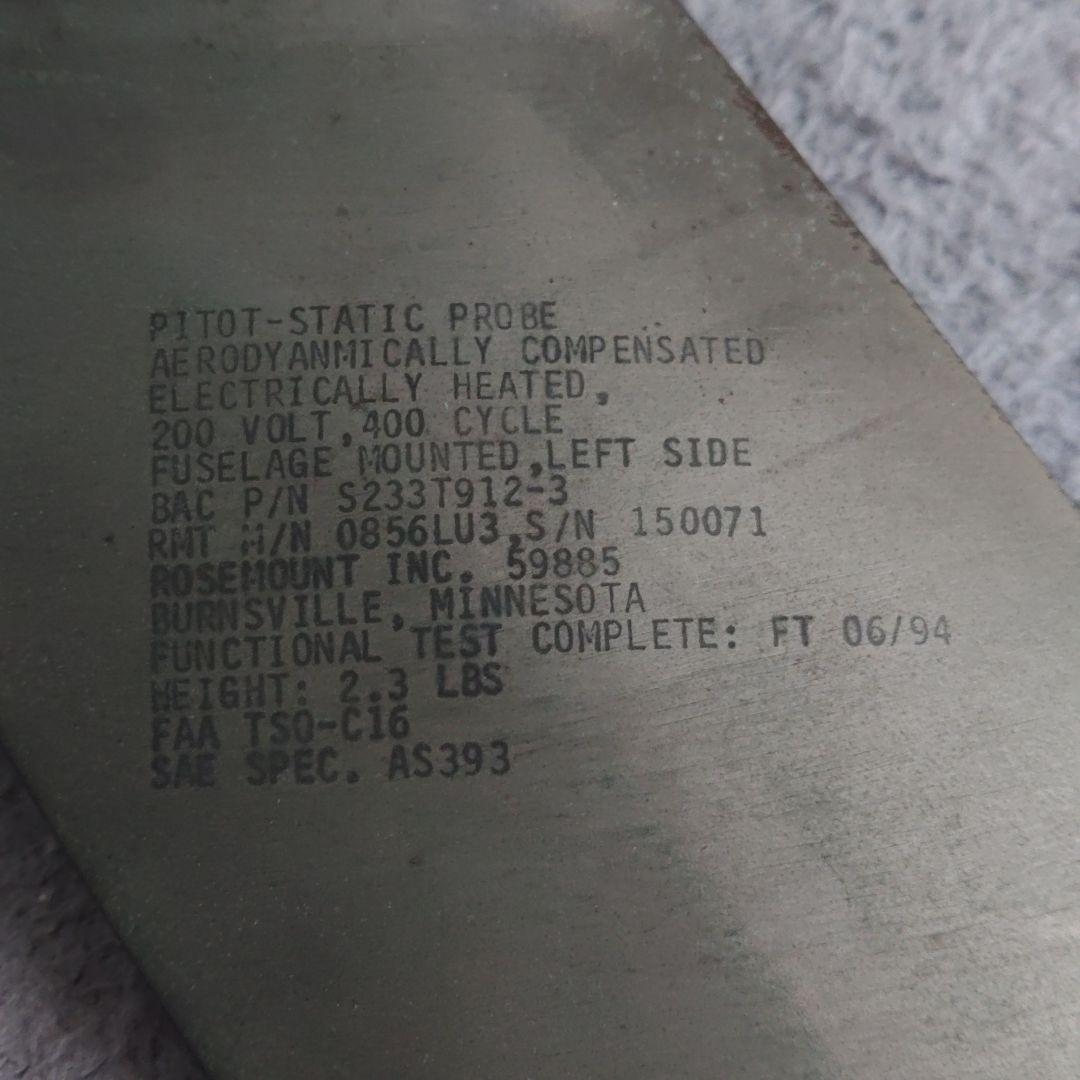 PITOT-STATIC PROBE
AERODYANMICALLY COMPENSATED
ELECTRICALLY HEATED,
200 VOLT,400 CYCLE
FUSELAGE MOUNTED,LEFT SIDE
BAC P/N S233T912-3
RMT M/N 0856LU3,S/N 150071
ROSEMOUNT INC. 59885
BURNSVILLE, MINNESOTA
FUNCTIONAL TEST COMPLETE: FT 06/94
WEIGHT: 2.3 LBS
FAA TSO-C16
SAE SPEC. AS393